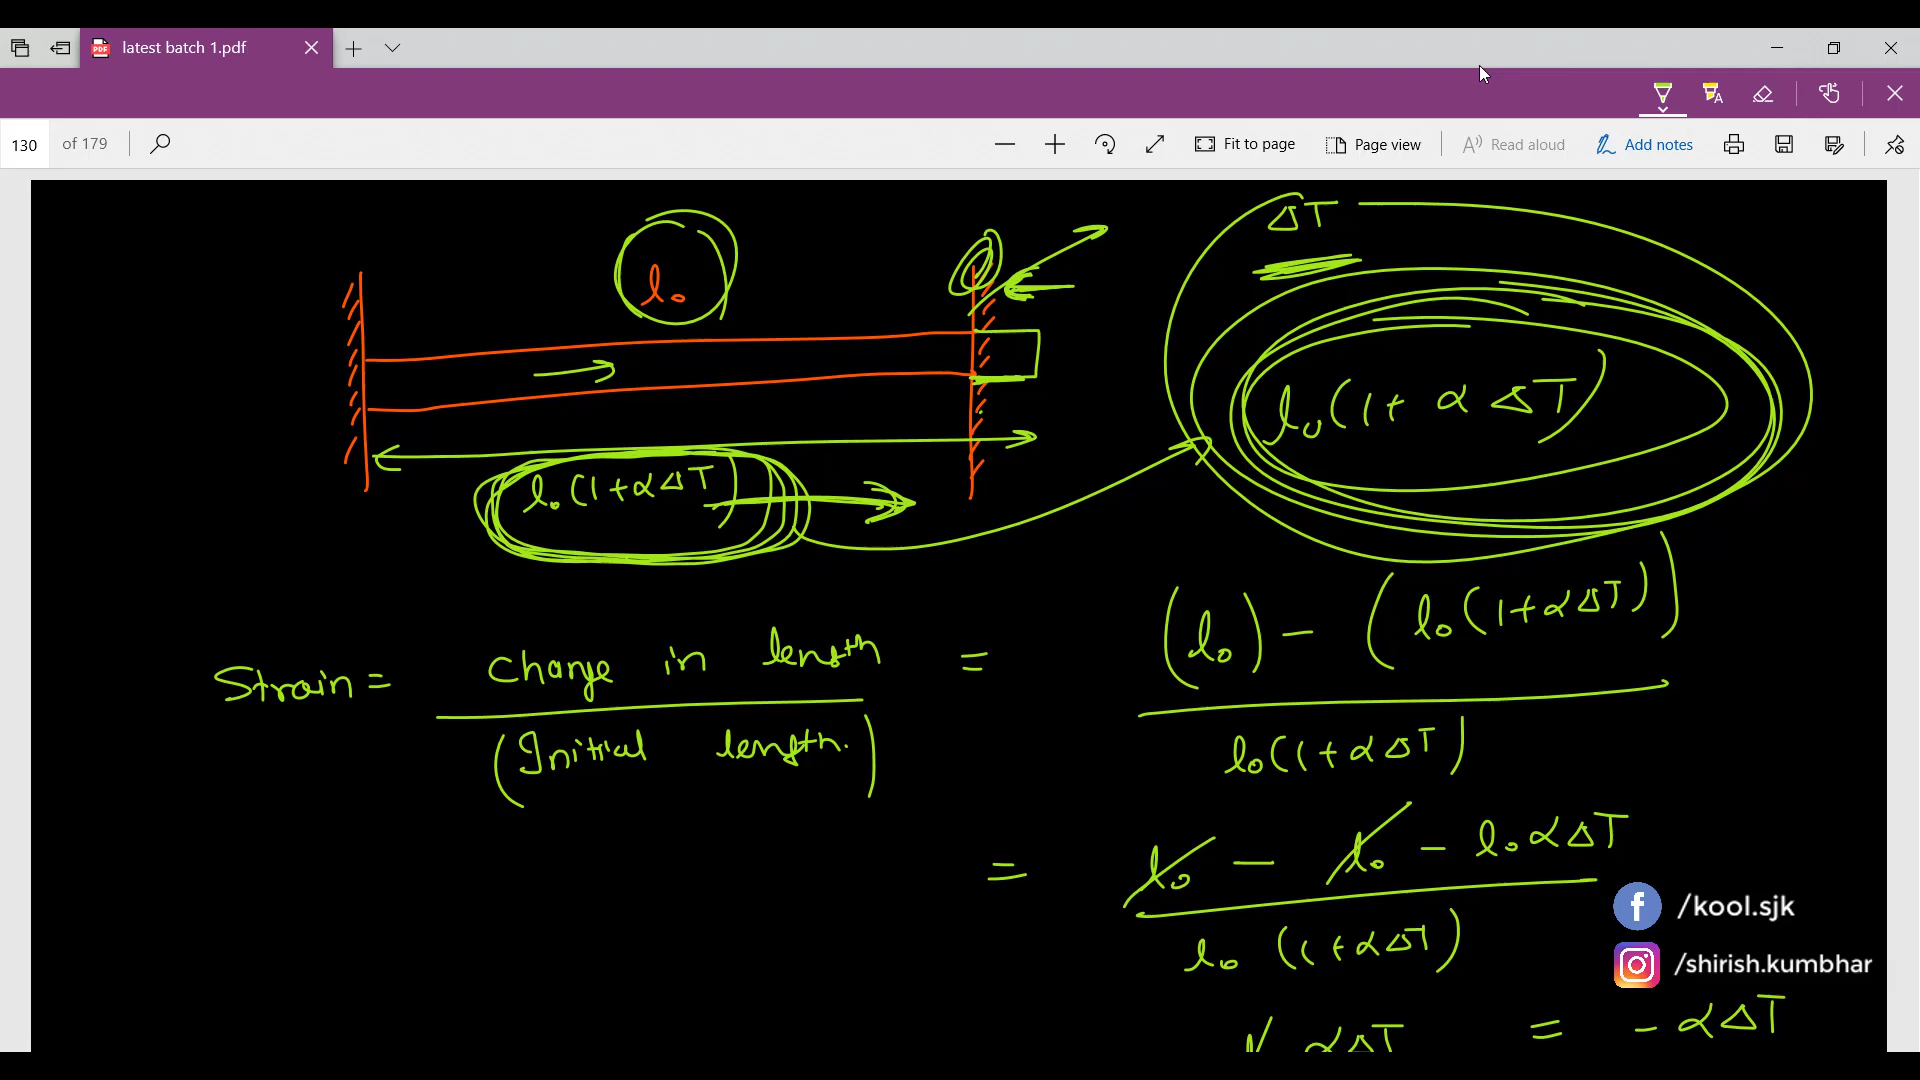 latest batch 1.pdf
130 of 179
Fit to page
Page view
Read aloud
Add notes
ΔT
l₀
l₀(1+ α ΔT)
l₀(1+αΔT)
Strain = Change in length / (Initial length.) = (l₀) – (l₀(1+αΔT)) / l₀(1+αΔT)
= l₀ – l₀ – l₀αΔT / l₀ (1+αΔT)
αΔT = – αΔT
f /kool.sjk
/shirish.kumbhar